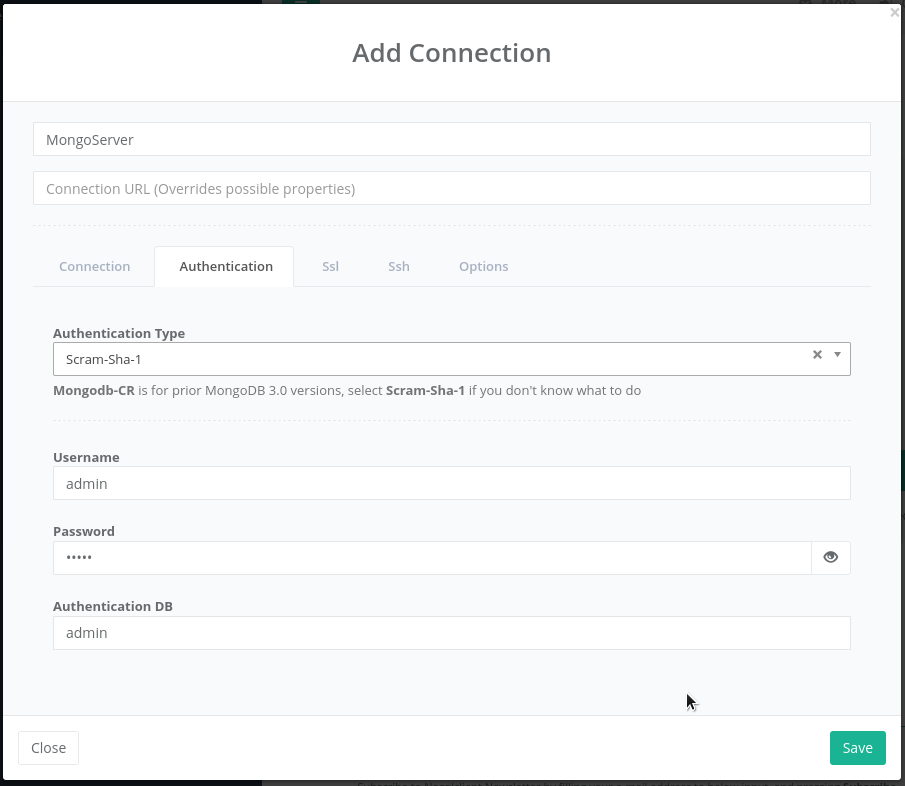 ×
Add Connection
MongoServer
Connection URL (Overrides possible properties)
Connection Authentication Ssl Ssh Options
Authentication Type
Scram-Sha-1
Mongodb-CR is for prior MongoDB 3.0 versions, select Scram-Sha-1 if you don't know what to do
Username
admin
Password
•••••
Authentication DB
admin
Close Save